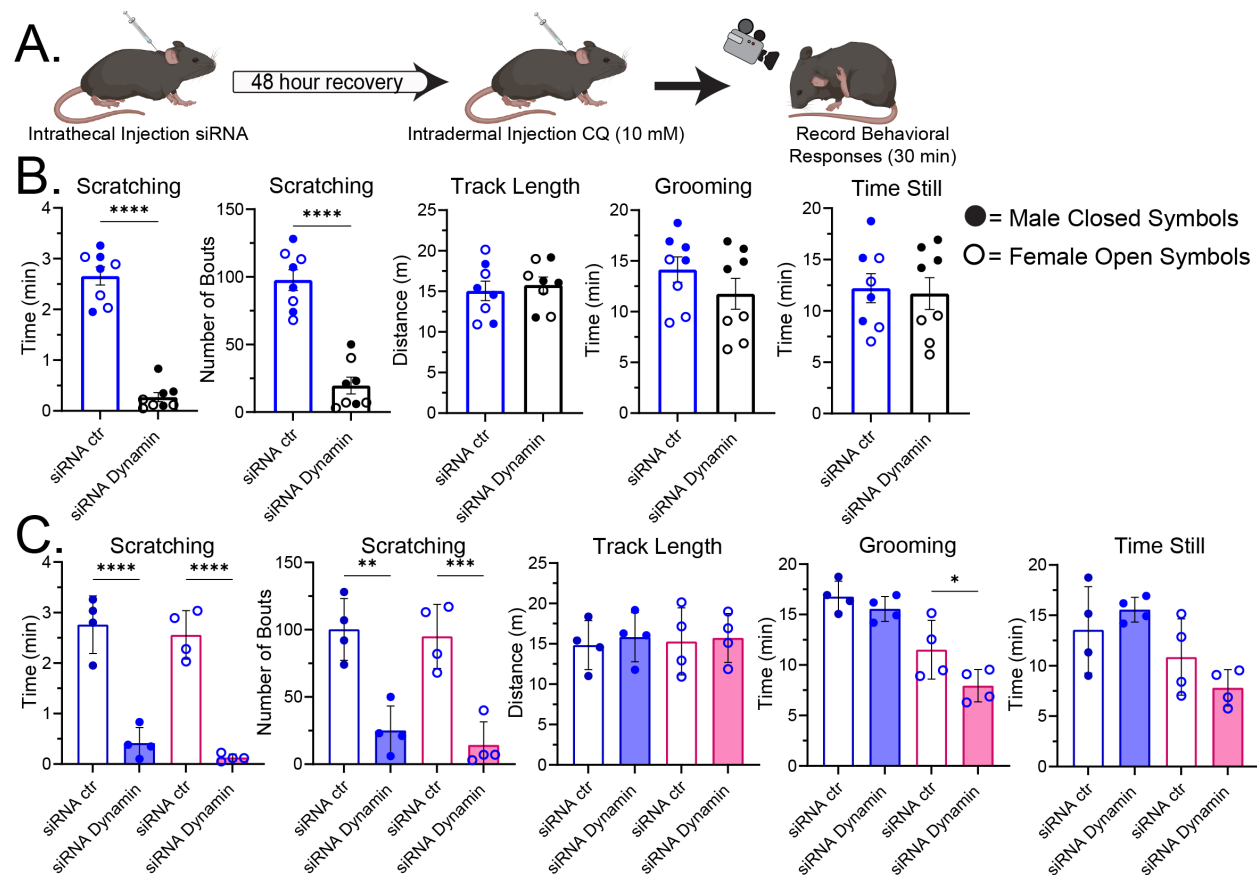 A.
48 hour recovery
Intrathecal Injection siRNA
Intradermal Injection CQ (10 mM)
Record Behavioral
Responses (30 min)
B.
Scratching
****
Time (min)
4
3
2
1
0
siRNA ctr
siRNA Dynamin
Scratching
****
Number of Bouts
150
100
50
0
siRNA ctr
siRNA Dynamin
Track Length
Distance (m)
25
20
15
10
5
0
siRNA ctr
siRNA Dynamin
Grooming
Time (min)
20
15
10
5
0
siRNA ctr
siRNA Dynamin
Time Still
Time (min)
20
15
10
5
0
siRNA ctr
siRNA Dynamin
= Male Closed Symbols
= Female Open Symbols
C.
Scratching
**** ****
Time (min)
4
3
2
1
0
siRNA ctr
siRNA Dynamin
siRNA ctr
siRNA Dynamin
Scratching
** ***
Number of Bouts
150
100
50
0
siRNA ctr
siRNA Dynamin
siRNA ctr
siRNA Dynamin
Track Length
Distance (m)
25
20
15
10
5
0
siRNA ctr
siRNA Dynamin
siRNA ctr
siRNA Dynamin
Grooming
*
Time (min)
20
15
10
5
0
siRNA ctr
siRNA Dynamin
siRNA ctr
siRNA Dynamin
Time Still
Time (min)
20
15
10
5
0
siRNA ctr
siRNA Dynamin
siRNA ctr
siRNA Dynamin